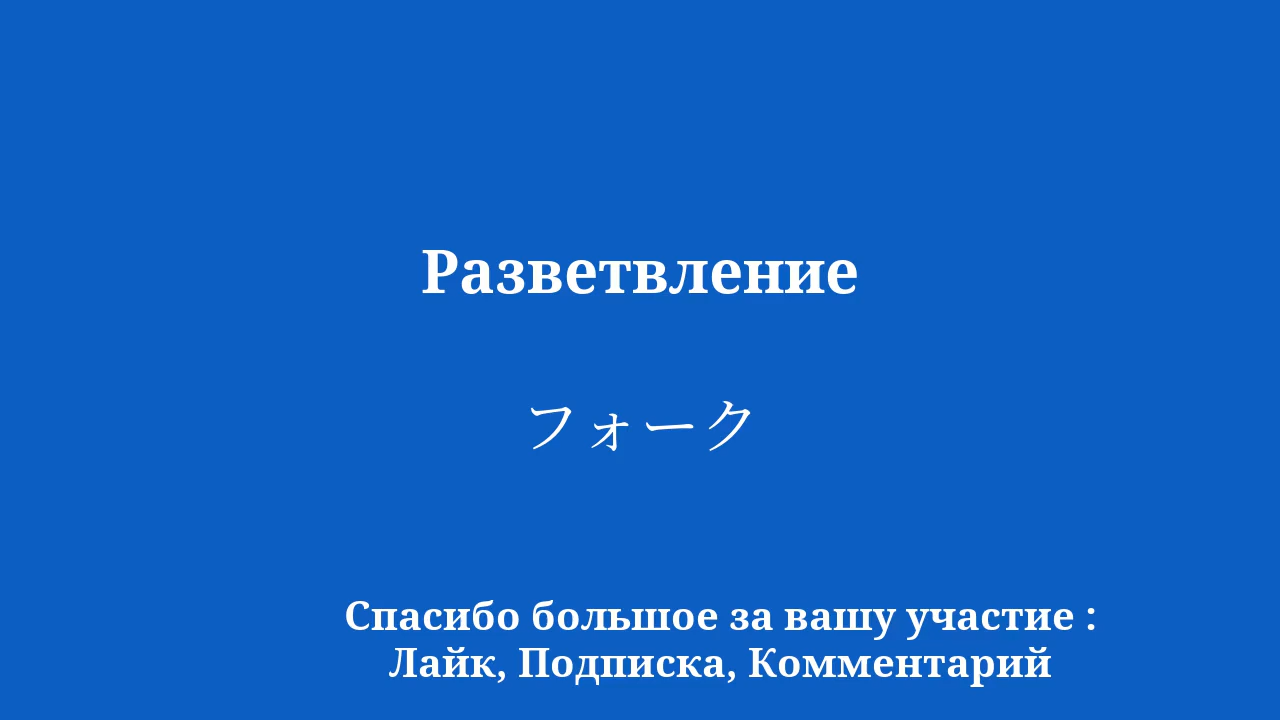 Разветвление
フォーク
Спасибо большое за вашу участие :
Лайк, Подписка, Комментарий